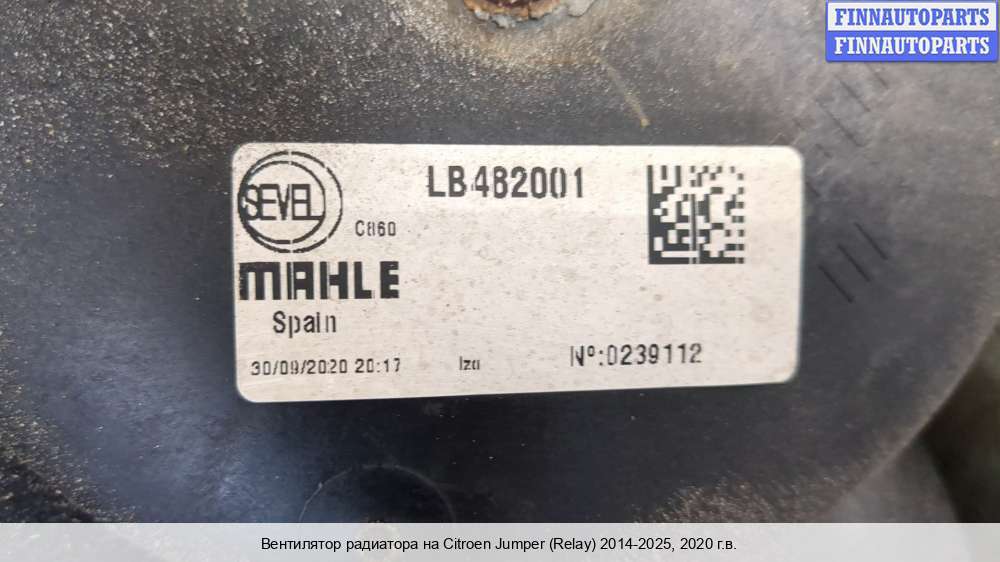 FINNAUTOPARTS
FINNAUTOPARTS
SEVEL
LB482001
C860
MAHLE
Spain
30/09/2020 20:17
Iza
Nº:0239112
Вентилятор радиатора на Citroen Jumper (Relay) 2014-2025, 2020 г.в.